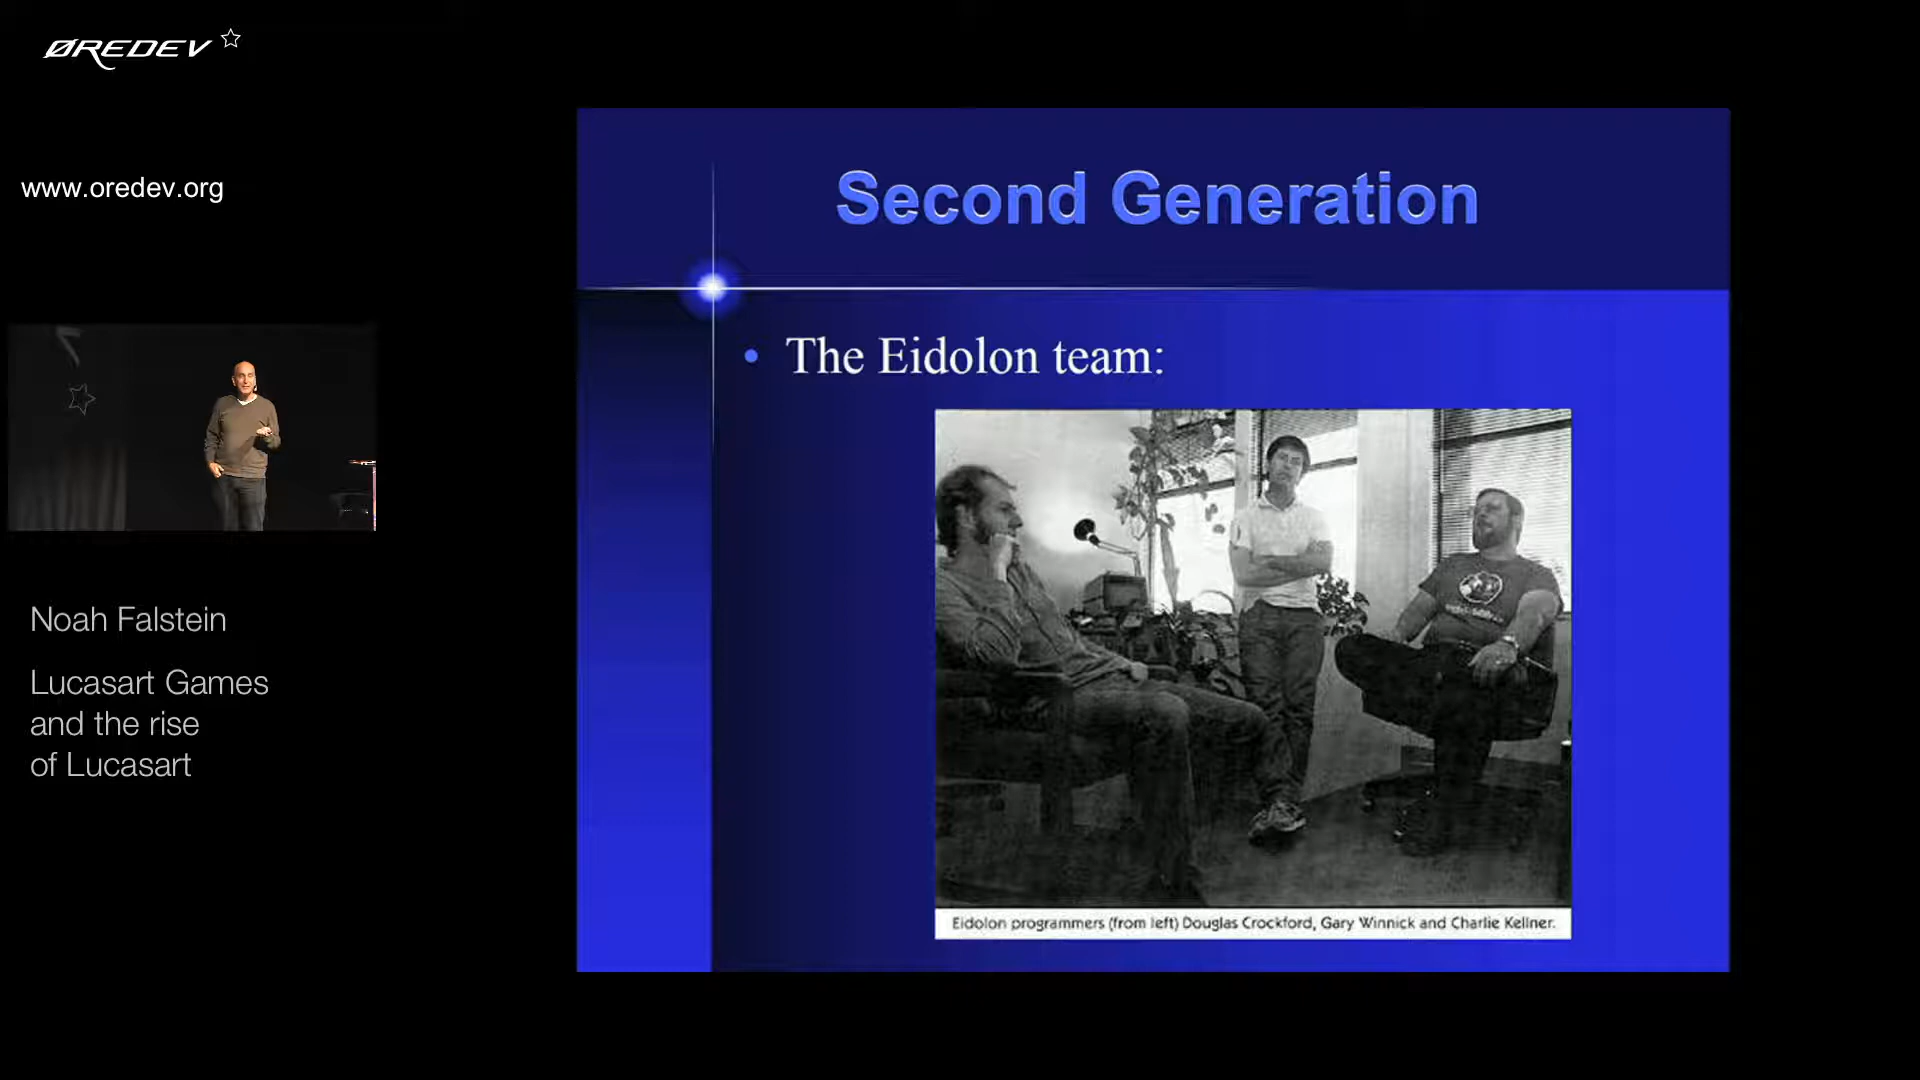 ØREDEV
www.oredev.org
Second Generation
• The Eidolon team:
Eidolon programmers (from left) Douglas Crockford, Gary Winnick and Charlie Kellner.
Noah Falstein
Lucasart Games
and the rise
of Lucasart